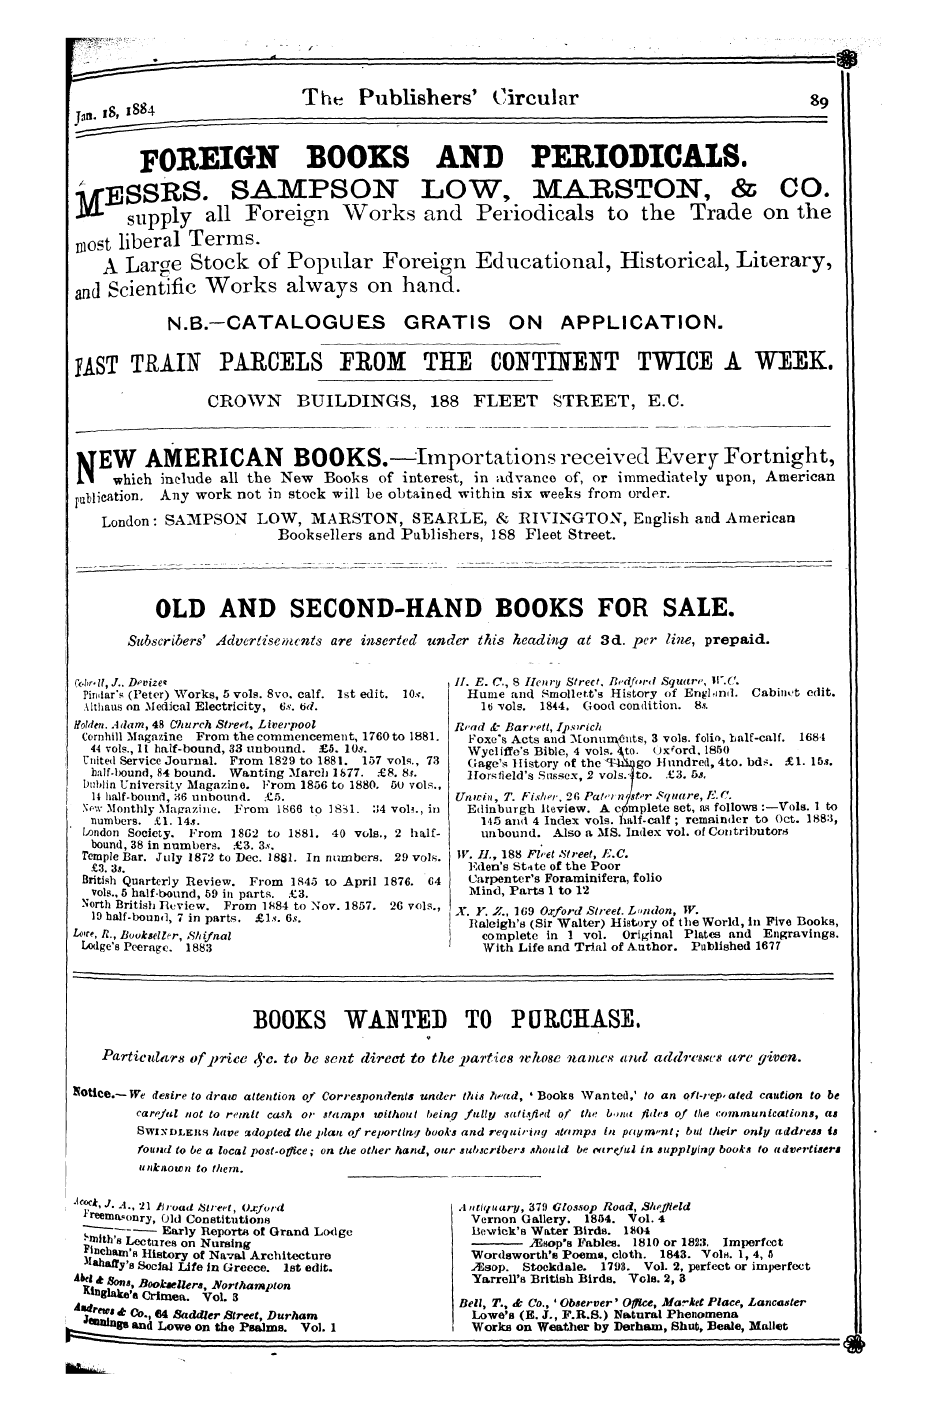 Jan. 18, 1884
The Publishers' Circular
89
FOREIGN BOOKS AND PERIODICALS.
MESSRS. SAMPSON LOW, MARSTON, & CO.
supply all Foreign Works and Periodicals to the Trade on the
most liberal Terms.
A Large Stock of Popular Foreign Educational, Historical, Literary,
and Scientific Works always on hand.
N.B.—CATALOGUES GRATIS ON APPLICATION.
FAST TRAIN PARCELS FROM THE CONTINENT TWICE A WEEK.
CROWN BUILDINGS, 188 FLEET STREET, E.C.
NEW AMERICAN BOOKS.—Importations received Every Fortnight,
which include all the New Books of interest, in advance of, or immediately upon, American
publication. Any work not in stock will be obtained within six weeks from order.
London: SAMPSON LOW, MARSTON, SEARLE, & RIVINGTON, English and American
Booksellers and Publishers, 188 Fleet Street.
OLD AND SECOND-HAND BOOKS FOR SALE.
Subscribers' Advertisements are inserted under this heading at 3d. per line, prepaid.
J., Devizes
Pindar's (Peter) Works, 5 vols. 8vo. calf. 1st edit. 10s.
Althaus on Medical Electricity, 6s. 6d.
Holden, Adam, 48 Church Street, Liverpool
Cornhill Magazine From the commencement, 1760 to 1881.
44 vols., 11 half-bound, 33 unbound. £5. 10s.
United Service Journal. From 1829 to 1881. 157 vols., 73
half-bound, 84 bound. Wanting March 1877. £8. 8s.
Dublin University Magazine. From 1856 to 1880. 50 vols.,
14 half-bound, 36 unbound. £5.
New Monthly Magazine. From 1866 to 1881. 34 vols., in
numbers. £1. 14s.
London Society. From 1862 to 1881. 40 vols., 2 half-
bound, 38 in numbers. £3. 3s.
Temple Bar. July 1872 to Dec. 1881. In numbers. 29 vols.
£3. 3s.
British Quarterly Review. From 1845 to April 1876. 64
vols., 5 half-bound, 59 in parts. £3.
North British Review. From 1884 to Nov. 1857. 26 vols.,
19 half-bound, 7 in parts. £1s. 6s.
Lowe, R., Bookseller, Shifnal
Lodge's Peerage. 1883
H. E. C., 8 Henry Street, Bedford Square, W.C.
Hume and Smollett's History of England. Cabinet edit.
16 vols. 1844. Good condition. 8s.
Read & Barrett, Ipswich
Foxe's Acts and Monuments, 3 vols. folio, half-calf. 1684
Wycliffe's Bible, 4 vols. 4to. Oxford, 1850
Gage's History of the Thingo Hundred, 4to. bds. £1. 15s.
Horsfield's Sussex, 2 vols. 4to. £3. 5s.
Unwin, T. Fisher, 26 Paternoster Square, E.C.
Edinburgh Review. A complete set, as follows:—Vols. 1 to
145 and 4 Index vols. half-calf; remainder to Oct. 1883,
unbound. Also a MS. Index vol. of Contributors
W. H., 188 Fleet Street, E.C.
Eden's State of the Poor
Carpenter's Foraminifera, folio
Mind, Parts 1 to 12
X. Y. Z., 169 Oxford Street, London, W.
Raleigh's (Sir Walter) History of the World, in Five Books,
complete in 1 vol. Original Plates and Engravings.
With Life and Trial of Author. Published 1677
BOOKS WANTED TO PURCHASE.
Particulars of price &c. to be sent direct to the parties whose names and addresses are given.
Notice.—We desire to draw attention of Correspondents under this head, 'Books Wanted,' to an oft-repeated caution to be
careful not to remit cash or stamps without being fully satisfied of the bona fides of the communications, as
SWINDLERS have adopted the plan of reporting books and requiring stamps in payment; but their only address is
found to be a local post-office; on the other hand, our subscribers should be careful in supplying books to advertisers
unknown to them.
Acock, J. A., 21 Broad Street, Oxford
Freemasonry, Old Constitutions
——— Early Reports of Grand Lodge
Smith's Lectures on Nursing
Fincham's History of Naval Architecture
Mahaffy's Social Life in Greece. 1st edit.
Abel & Sons, Booksellers, Northampton
Kinglake's Crimea. Vol. 3
Andrews & Co., 64 Saddler Street, Durham
Jennings and Lowe on the Psalms. Vol. 1
Antiquary, 379 Glossop Road, Sheffield
Vernon Gallery. 1854. Vol. 4
Bewick's Water Birds. 1804
——— Æsop's Fables. 1810 or 1823. Imperfect
Wordsworth's Poems, cloth. 1843. Vols. 1, 4, 5
Æsop. Stockdale. 1793. Vol. 2, perfect or imperfect
Yarrell's British Birds. Vols. 2, 3
Bell, T., & Co., 'Observer' Office, Market Place, Lancaster
Lowe's (E. J., F.R.S.) Natural Phenomena
Works on Weather by Derham, Shut, Beale, Mallet